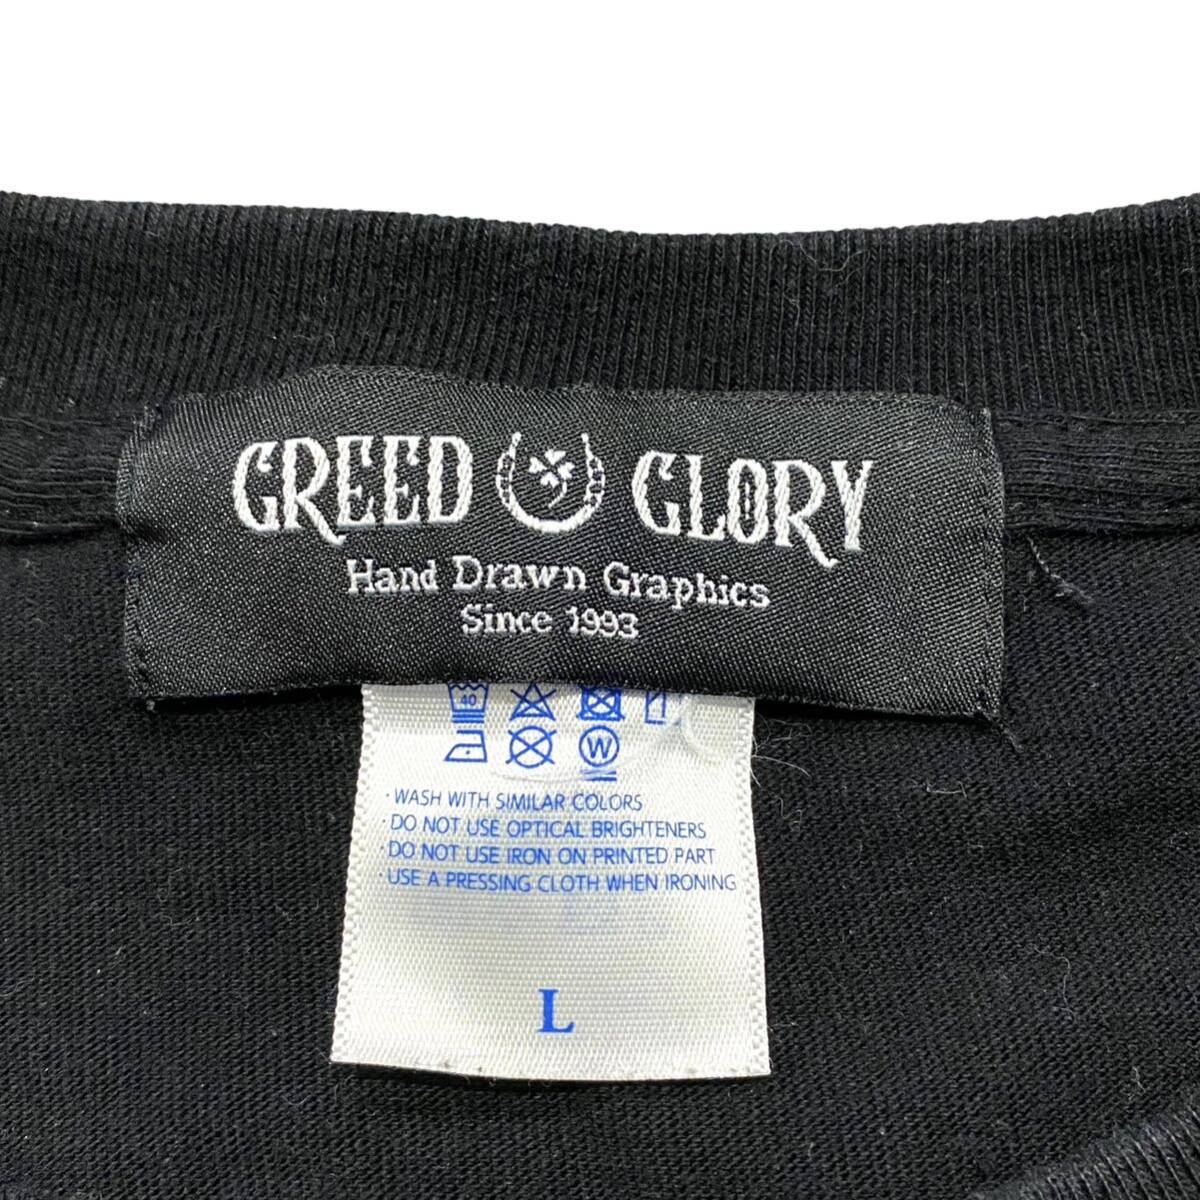 GREED GLORY
Hand Drawn Graphics
Since 1993
40
W
· WASH WITH SIMILAR COLORS
· DO NOT USE OPTICAL BRIGHTENERS
· DO NOT USE IRON ON PRINTED PART
· USE A PRESSING CLOTH WHEN IRONING
L